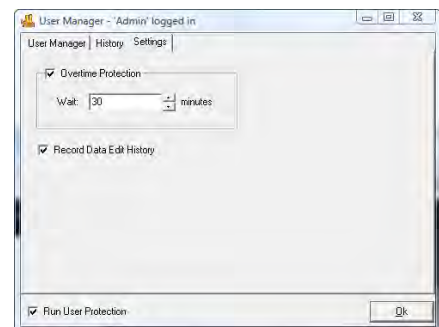 User Manager - 'Admin' logged in
User Manager History Settings
Overtime Protection
Wait: 30 minutes
Record Data Edit History
Run User Protection Ok